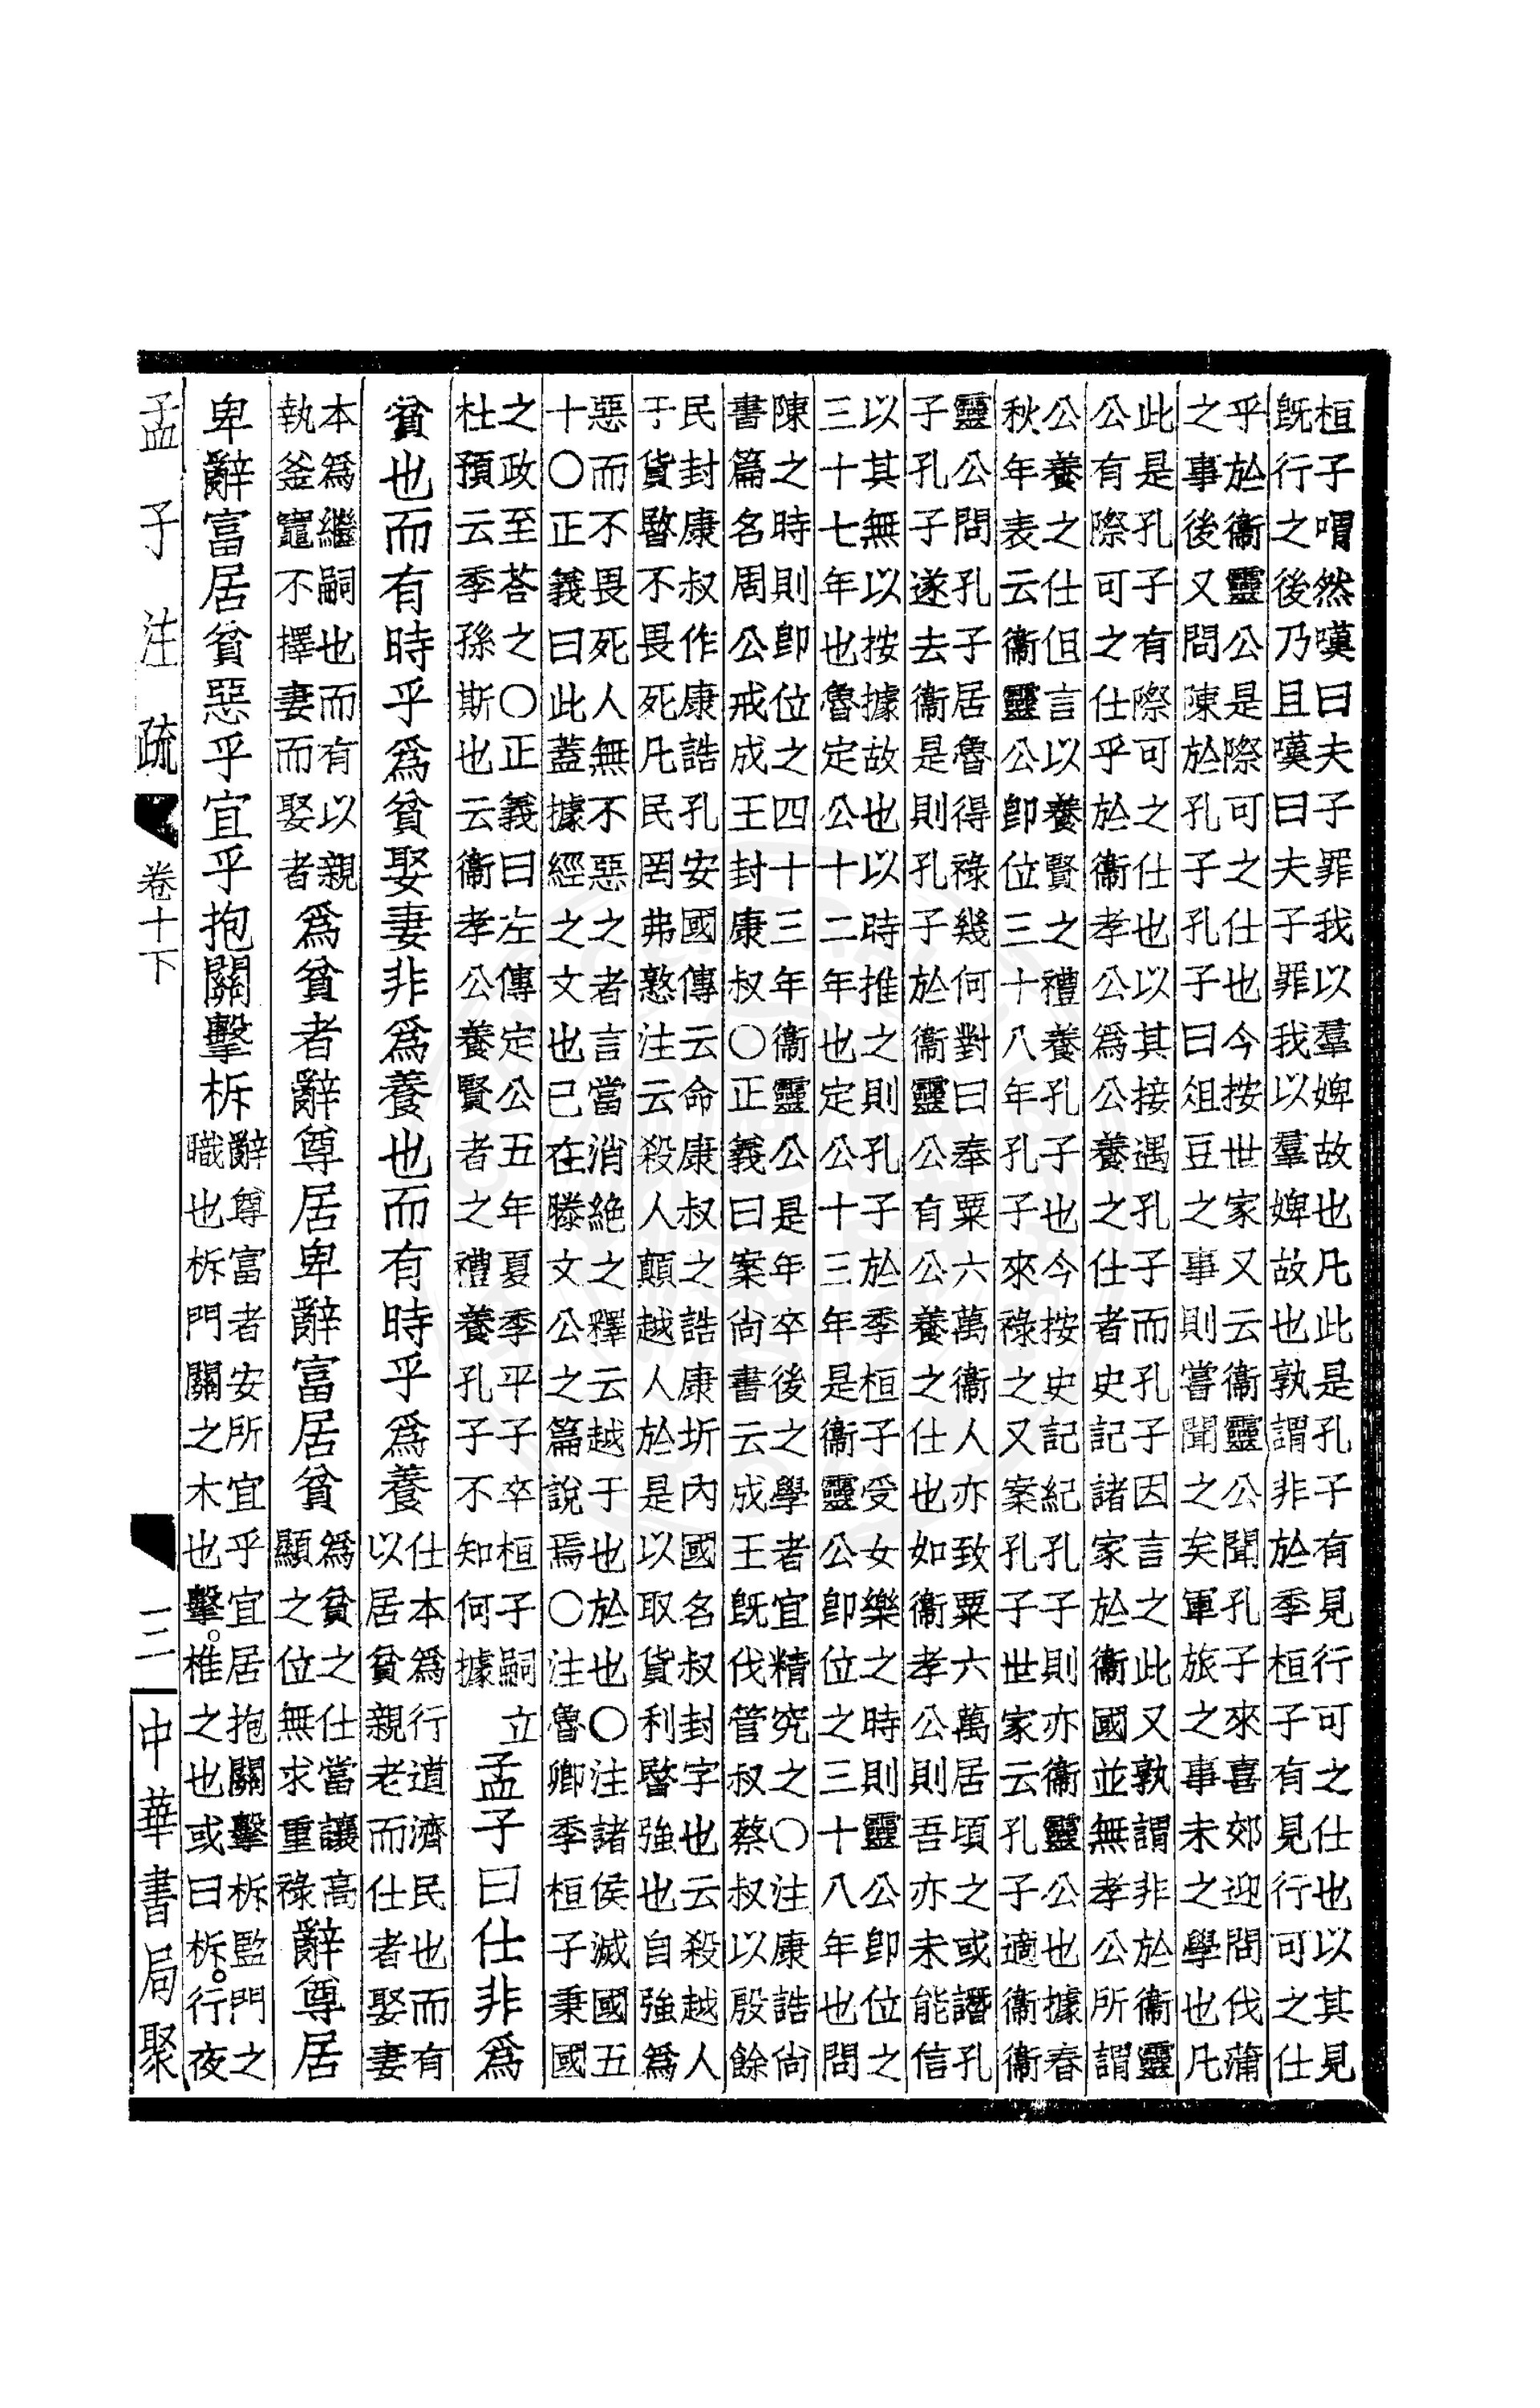 桓子喟然嘆曰夫子罪我以羣婢故也凡此是孔子有見行可之仕也以其見
既行之後乃且嘆曰夫子罪我以羣婢故也孰謂非於季桓子有見行可之仕
乎於衞靈公是際可之仕也今按世家又云衞靈公聞孔子來喜郊迎問伐蒲
之事後又問陳於孔子孔子曰俎豆之事則嘗聞之矣軍旅之事未之學也凡
此是孔子有際可之仕也以其接遇孔子而孔子因言之此又孰謂非於衞靈
公有際可之仕乎於衞孝公爲公養之仕者史記諸家於衞國並無孝公所謂
公養之仕但言以養賢之禮養孔子也今按史記紀孔子則亦衞靈公也據春
秋年表云衞靈公卽位三十八年孔子來祿之又案孔子世家云孔子適衞衞
靈公問孔子居魯得祿幾何對曰奉粟六萬衞人亦致粟六萬居頃之或譖孔
子孔子遂去衞是則孔子於衞靈公有公養之仕也如衞孝公則吾亦未能信
以其無以按據故也以時推之則孔子於季桓子受女樂之時則靈公卽位之
三十七年也魯定公十二年也定公十三年是衞靈公卽位之三十八年也問
陳之時則卽位之四十三年衞靈公是年卒後之學者宜精究之〇注康誥尙
書篇名周公戒成王封康叔〇正義曰案尙書云成王旣伐管叔蔡叔以殷餘
民封康叔作康誥孔安國傳云命康叔之誥康圻內國名叔封字也云殺越人
于貨暋不畏死凡民罔弗憝注云殺人顛越人於是以取貨利暋強也自強爲
惡而不畏死人無不惡之者言當消絶之釋云越于也於也〇注諸侯滅國五
十〇正義曰此蓋據經之文也已在滕文公之篇說焉〇注魯卿季桓子秉國
之政至荅之〇正義曰左傳定公五年夏季平子卒桓子嗣立
杜預云季孫斯也云衞孝公養賢者之禮養孔子不知何據
孟子曰仕非爲
貧也而有時乎爲貧娶妻非爲養也而有時乎爲養
仕本爲行道濟民也而有
以居貧親老而仕者娶妻
本爲繼嗣也而有以親
執釜竈不擇妻而娶者
爲貧者辭尊居卑辭富居貧
爲貧之仕當讓高
顯之位無求重祿
辭尊居
卑辭富居貧惡乎宜乎抱關擊柝
辭尊富者安所宜乎宜居抱關擊柝監門之
職也柝門關之木也擊。椎之也或曰柝。行夜
孟子注疏 卷十下 三 中華書局聚